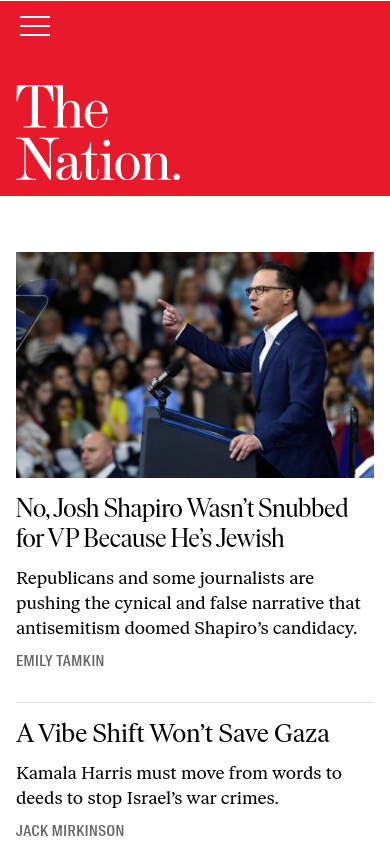 The
Nation.
No, Josh Shapiro Wasn’t Snubbed
for VP Because He’s Jewish
Republicans and some journalists are
pushing the cynical and false narrative that
antisemitism doomed Shapiro’s candidacy.
EMILY TAMKIN
A Vibe Shift Won’t Save Gaza
Kamala Harris must move from words to
deeds to stop Israel’s war crimes.
JACK MIRKINSON